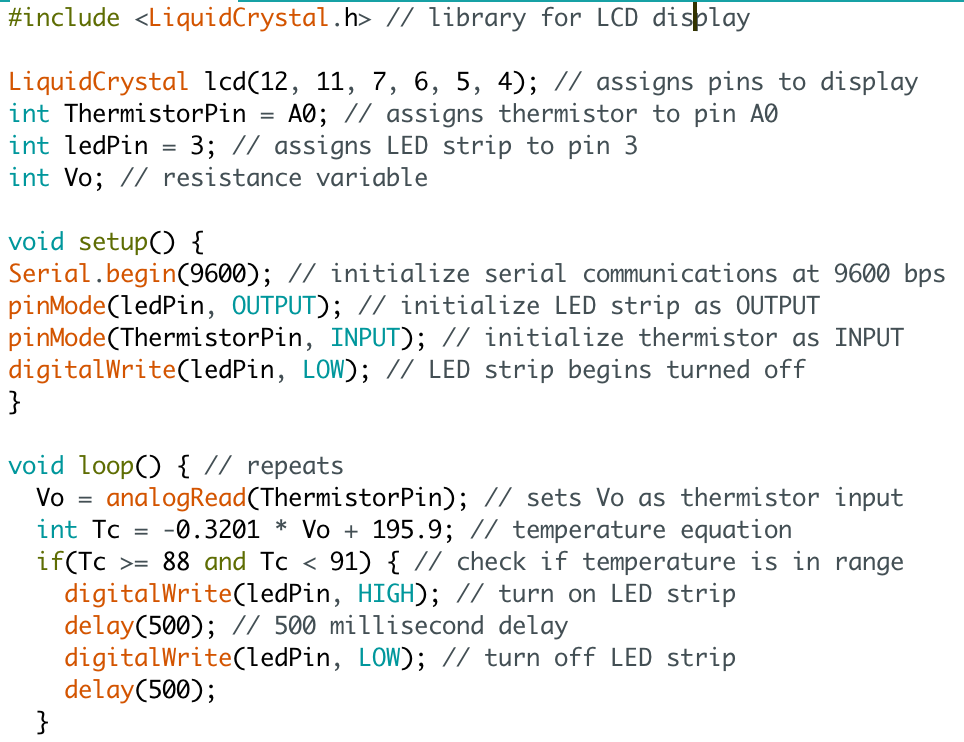 #include <LiquidCrystal.h> // library for LCD display
LiquidCrystal lcd(12, 11, 7, 6, 5, 4); // assigns pins to display
int ThermistorPin = A0; // assigns thermistor to pin A0
int ledPin = 3; // assigns LED strip to pin 3
int Vo; // resistance variable
void setup() {
Serial.begin(9600); // initialize serial communications at 9600 bps
pinMode(ledPin, OUTPUT); // initialize LED strip as OUTPUT
pinMode(ThermistorPin, INPUT); // initialize thermistor as INPUT
digitalWrite(ledPin, LOW); // LED strip begins turned off
}
void loop() { // repeats
  Vo = analogRead(ThermistorPin); // sets Vo as thermistor input
  int Tc = -0.3201 * Vo + 195.9; // temperature equation
  if(Tc >= 88 and Tc < 91) { // check if temperature is in range
    digitalWrite(ledPin, HIGH); // turn on LED strip
    delay(500); // 500 millisecond delay
    digitalWrite(ledPin, LOW); // turn off LED strip
    delay(500);
  }